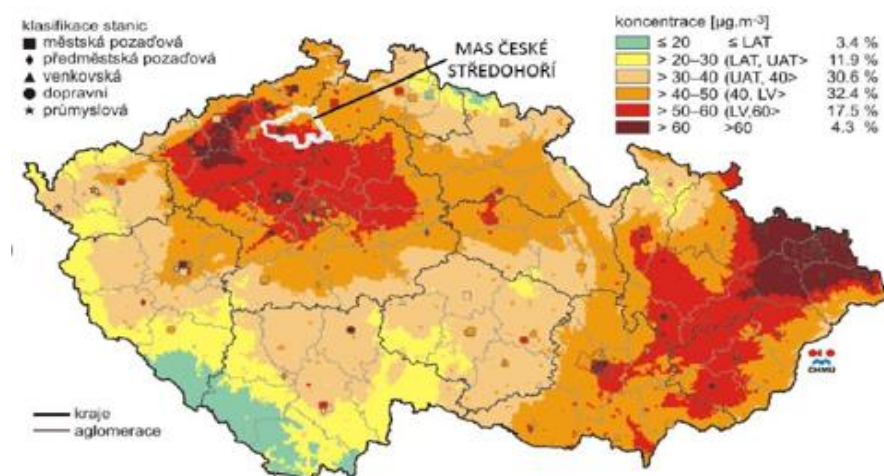 klasifikace stanic
městská pozaďová
předměstská pozaďová
venkovská
dopravní
průmyslová
MAS ČESKÉ
STŘEDOHOŘÍ
koncentrace [µg.m-³]
≤ 20 ≤ LAT 3.4 %
> 20–30 (LAT, UAT> 11.9 %
> 30–40 (UAT, 40> 30.6 %
> 40–50 (40, LV> 32.4 %
> 50–60 (LV,60> 17.5 %
> 60 >60 4.3 %
CHMÚ
kraje
aglomerace